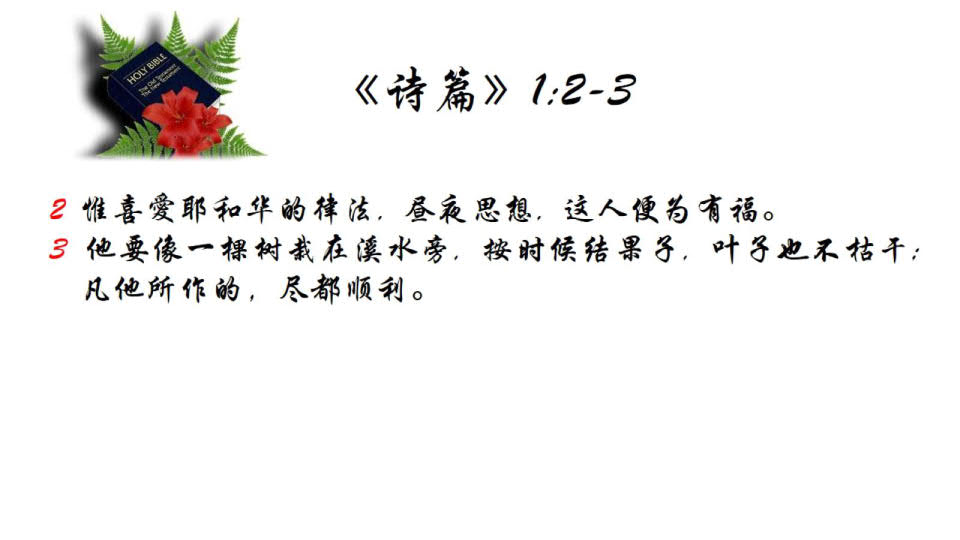 HOLY BIBLE
The Old Testament
The New Testament
《诗篇》1:2-3
2 惟喜愛耶和华的律法，昼夜思想，这人便为有福。
3 他要像一棵树栽在溪水旁，按时候结果子，叶子也不枯干；
凡他所作的，尽都顺利。